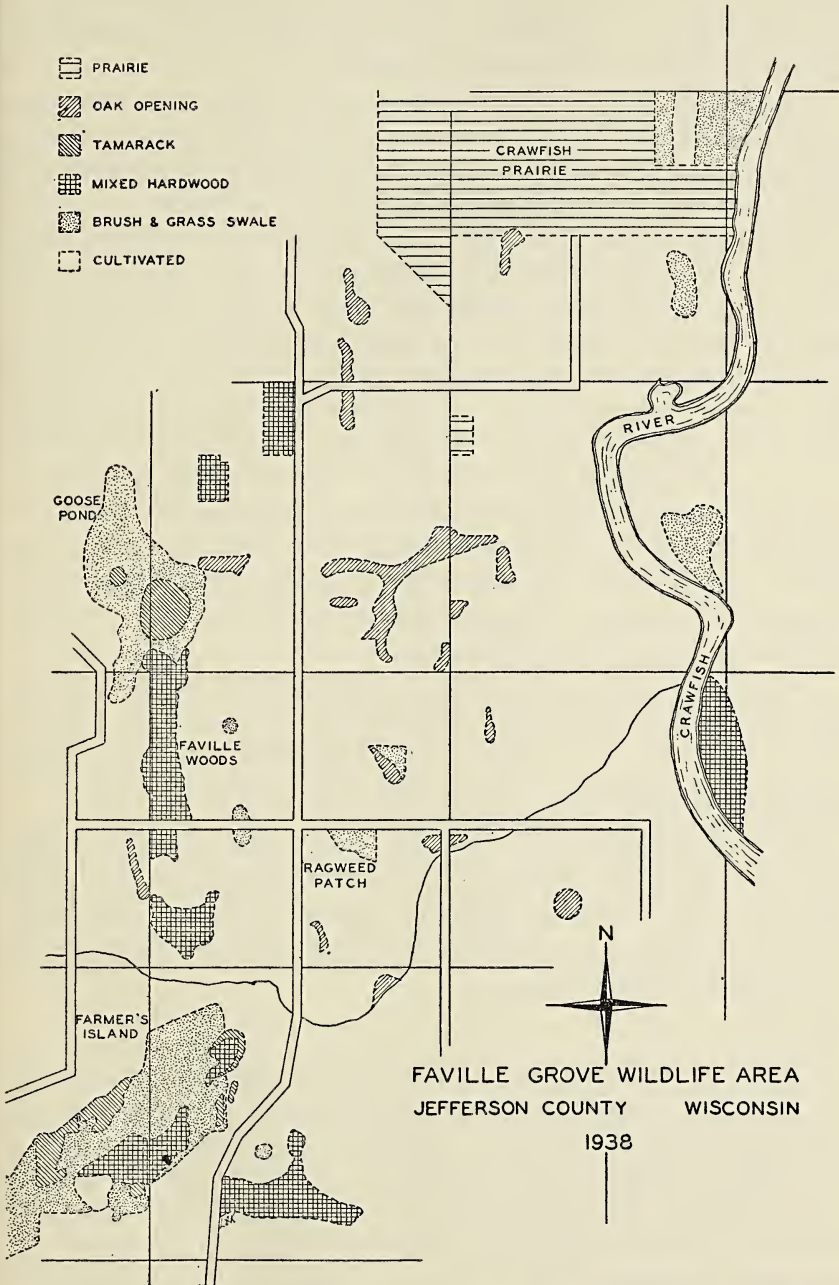 PRAIRIE
OAK OPENING
TAMARACK
MIXED HARDWOOD
BRUSH & GRASS SWALE
CULTIVATED
CRAWFISH
PRAIRIE
RIVER
GOOSE
POND
CRAWFISH
FAVILLE
WOODS
RAGWEED
PATCH
N
FARMER'S
ISLAND
FAVILLE GROVE WILDLIFE AREA
JEFFERSON COUNTY WISCONSIN
1938